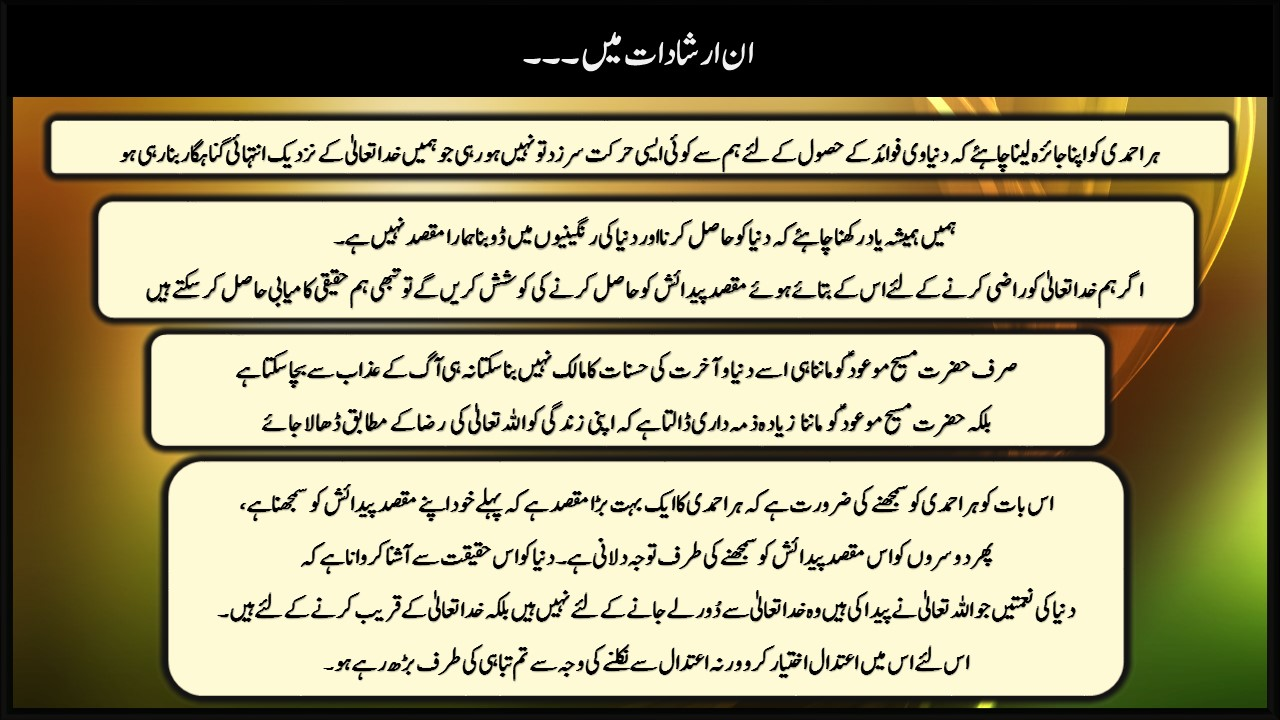 ان ارشادات میں ۔۔۔
ہر احمدی کو اپنا جائزہ لینا چاہئے کہ دنیاوی فوائد کے حصول کے لئے ہم سے کوئی ایسی حرکت سرزد تو نہیں ہو رہی جو ہمیں خدا تعالیٰ کے نزدیک انتہائی گناہگار بنا رہی ہو
ہمیں ہمیشہ یاد رکھنا چاہئے کہ دنیا کو حاصل کرنا اور دنیا کی رنگینیوں میں ڈوبنا ہمارا مقصد نہیں ہے۔
اگر ہم خدا تعالیٰ کو راضی کرنے کے لئے اس کے بتائے ہوئے مقصد پیدائش کو حاصل کرنے کی کوشش کریں گے تو تبھی ہم حقیقی کامیابی حاصل کر سکتے ہیں
صرف حضرت مسیح موعودؑ کو ماننا ہی اسے دنیا و آخرت کی حسنات کا مالک نہیں بنا سکتا نہ ہی آگ کے عذاب سے بچا سکتا ہے
بلکہ حضرت مسیح موعودؑ کو ماننا زیادہ ذمہ داری ڈالتا ہے کہ اپنی زندگی کو اللہ تعالیٰ کی رضا کے مطابق ڈھالا جائے
اس بات کو ہر احمدی کو سمجھنے کی ضرورت ہے کہ ہر احمدی کا ایک بہت بڑا مقصد ہے کہ پہلے خود اپنے مقصد پیدائش کو سمجھنا ہے،
پھر دوسروں کو اس مقصد پیدائش کو سمجھنے کی طرف توجہ دلانی ہے۔ دنیا کو اس حقیقت سے آشنا کروانا ہے کہ
دنیا کی نعمتیں جو اللہ تعالیٰ نے پیدا کی ہیں وہ خدا تعالیٰ سے دُور لے جانے کے لئے نہیں ہیں بلکہ خدا تعالیٰ کے قریب کرنے کے لئے ہیں۔
اس لئے اس میں اعتدال اختیار کرو ورنہ اعتدال سے نکلنے کی وجہ سے تم تباہی کی طرف بڑھ رہے ہو۔